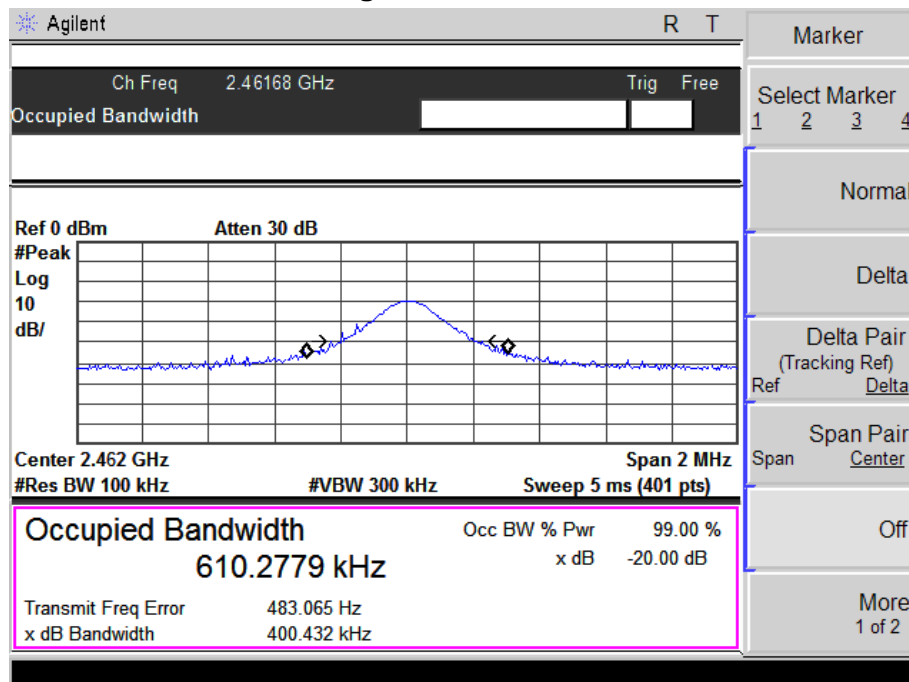 Agilent R T
Ch Freq 2.46168 GHz Trig Free
Occupied Bandwidth
Ref 0 dBm Atten 30 dB
#Peak
Log
10
dB/
Center 2.462 GHz Span 2 MHz
#Res BW 100 kHz #VBW 300 kHz Sweep 5 ms (401 pts)
Occupied Bandwidth
610.2779 kHz
Occ BW % Pwr 99.00 %
x dB -20.00 dB
Transmit Freq Error 483.065 Hz
x dB Bandwidth 400.432 kHz
Marker
Select Marker
1 2 3 4
Norma
Delta
Delta Pair
(Tracking Ref)
Ref Delta
Span Pair
Span Center
Off
More
1 of 2